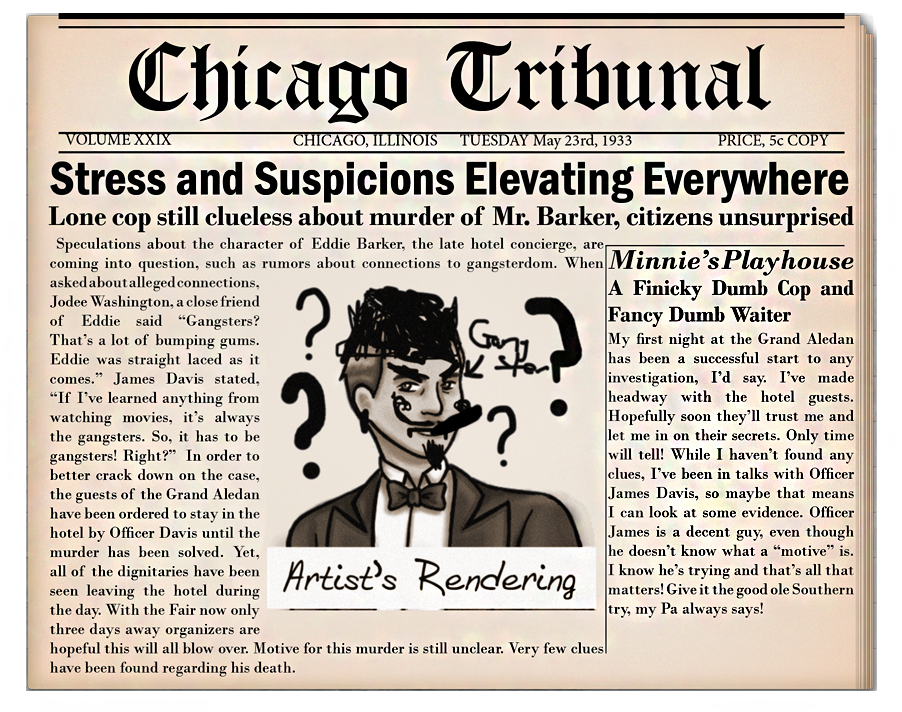 Chicago Tribunal
VOLUME XXIX CHICAGO, ILLINOIS TUESDAY May 23rd, 1933 PRICE, 5c COPY
Stress and Suspicions Elevating Everywhere
Lone cop still clueless about murder of Mr. Barker, citizens unsurprised
Speculations about the character of Eddie Barker, the late hotel concierge, are
coming into question, such as rumors about connections to gangsterdom. When
asked about alleged connections,
Jodee Washington, a close friend
of Eddie said “Gangsters?
That’s a lot of bumping gums.
Eddie was straight laced as it
comes.” James Davis stated,
“If I’ve learned anything from
watching movies, it’s always
the gangsters. So, it has to be
gangsters! Right?” In order to
better crack down on the case,
the guests of the Grand Aledan
have been ordered to stay in the
hotel by Officer Davis until the
murder has been solved. Yet,
all of the dignitaries have been
seen leaving the hotel during
the day. With the Fair now only
three days away organizers are
hopeful this will all blow over. Motive for this murder is still unclear. Very few clues
have been found regarding his death.
? ? ? ?
Gang
ster
Artist’s Rendering
Minnie’s Playhouse
A Finicky Dumb Cop and
Fancy Dumb Waiter
My first night at the Grand Aledan
has been a successful start to any
investigation, I’d say. I’ve made
headway with the hotel guests.
Hopefully soon they’ll trust me and
let me in on their secrets. Only time
will tell! While I haven’t found any
clues, I’ve been in talks with Officer
James Davis, so maybe that means
I can look at some evidence. Officer
James is a decent guy, even though
he doesn’t know what a “motive” is.
I know he’s trying and that’s all that
matters! Give it the good ole Southern
try, my Pa always says!